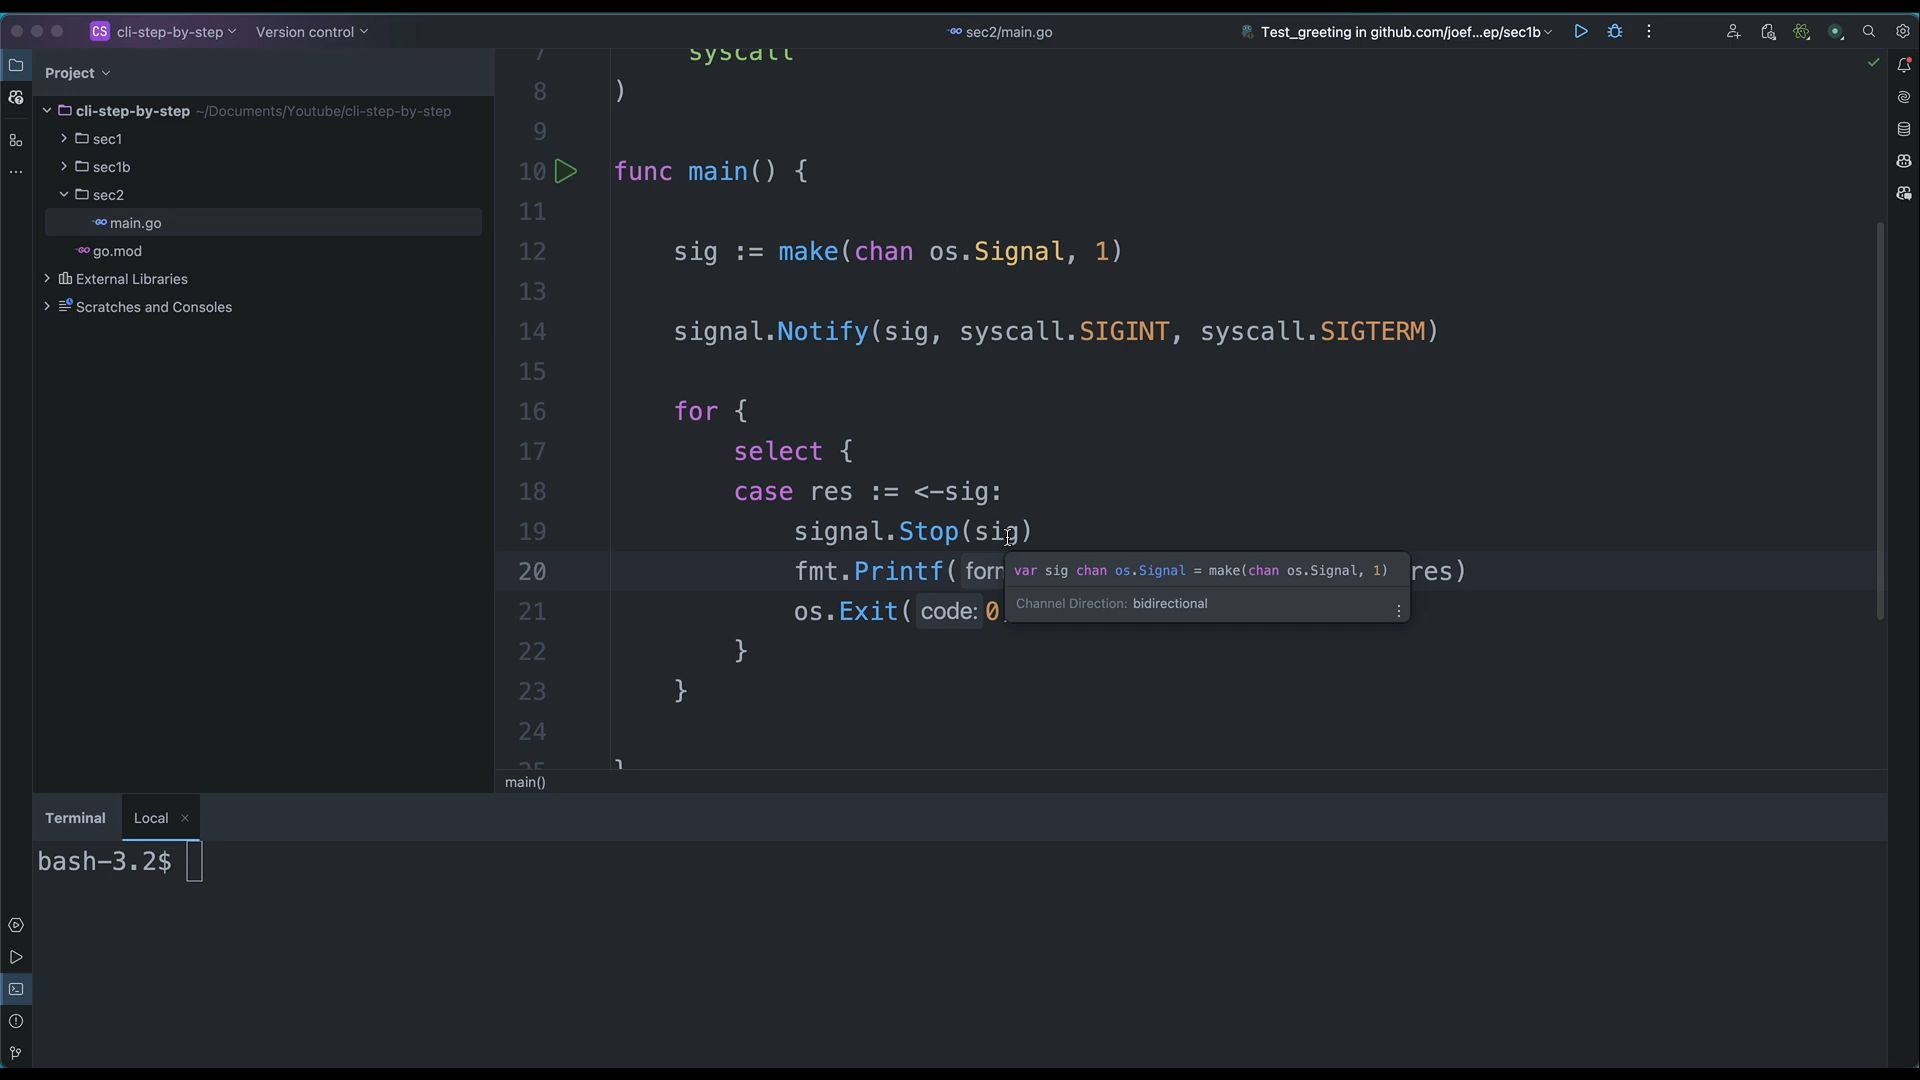 CS cli-step-by-step Version control sec2/main.go Test_greeting in github.com/joef...ep/sec1b
Project
cli-step-by-step ~/Documents/Youtube/cli-step-by-step
sec1
sec1b
sec2
main.go
go.mod
External Libraries
Scratches and Consoles
7 syscall
8 )
9
10 func main() {
11
12 sig := make(chan os.Signal, 1)
13
14 signal.Notify(sig, syscall.SIGINT, syscall.SIGTERM)
15
16 for {
17 select {
18 case res := <-sig:
19 signal.Stop(sig)
20 fmt.Printf( res)
21 os.Exit( code: 0
var sig chan os.Signal = make(chan os.Signal, 1)
Channel Direction: bidirectional
22 }
23 }
24
25 }
main()
Terminal Local ×
bash-3.2$